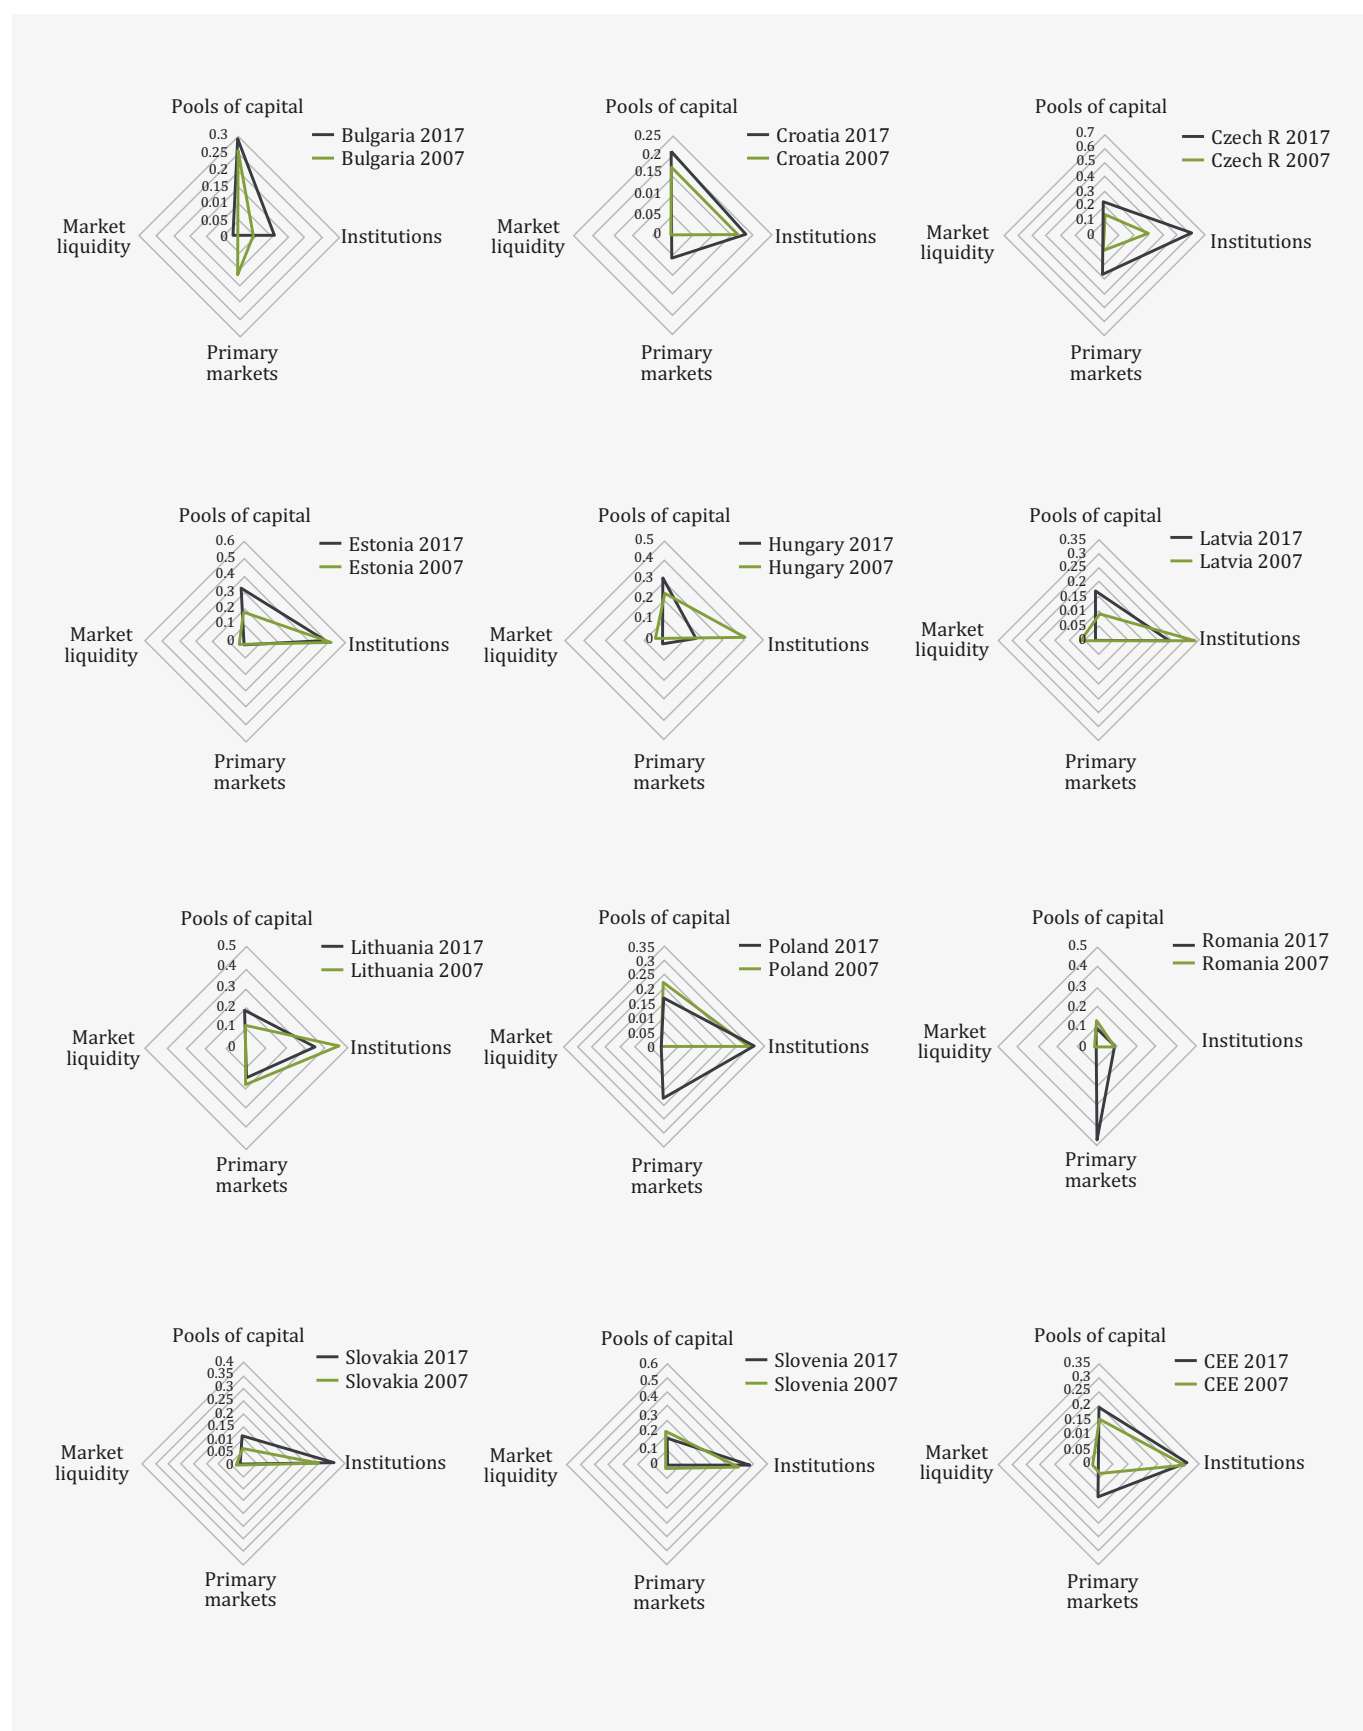 Pools of capital
0.3
0.25
0.2
0.15
0.01
0.05
0
Bulgaria 2017
Bulgaria 2007
Market
liquidity
Institutions
Primary
markets
Pools of capital
0.25
0.2
0.15
0.01
0.05
0
Croatia 2017
Croatia 2007
Market
liquidity
Institutions
Primary
markets
Pools of capital
0.7
0.6
0.5
0.4
0.3
0.2
0.1
0
Czech R 2017
Czech R 2007
Market
liquidity
Institutions
Primary
markets
Pools of capital
0.6
0.5
0.4
0.3
0.2
0.1
0
Estonia 2017
Estonia 2007
Market
liquidity
Institutions
Primary
markets
Pools of capital
0.5
0.4
0.3
0.2
0.1
0
Hungary 2017
Hungary 2007
Market
liquidity
Institutions
Primary
markets
Pools of capital
0.35
0.3
0.25
0.2
0.15
0.01
0.05
0
Latvia 2017
Latvia 2007
Market
liquidity
Institutions
Primary
markets
Pools of capital
0.5
0.4
0.3
0.2
0.1
0
Lithuania 2017
Lithuania 2007
Market
liquidity
Institutions
Primary
markets
Pools of capital
0.35
0.3
0.25
0.2
0.15
0.01
0.05
0
Poland 2017
Poland 2007
Market
liquidity
Institutions
Primary
markets
Pools of capital
0.5
0.4
0.3
0.2
0.1
0
Romania 2017
Romania 2007
Market
liquidity
Institutions
Primary
markets
Pools of capital
0.4
0.35
0.3
0.25
0.2
0.15
0.01
0.05
0
Slovakia 2017
Slovakia 2007
Market
liquidity
Institutions
Primary
markets
Pools of capital
0.6
0.5
0.4
0.3
0.2
0.1
0
Slovenia 2017
Slovenia 2007
Market
liquidity
Institutions
Primary
markets
Pools of capital
0.35
0.3
0.25
0.2
0.15
0.01
0.05
0
CEE 2017
CEE 2007
Market
liquidity
Institutions
Primary
markets